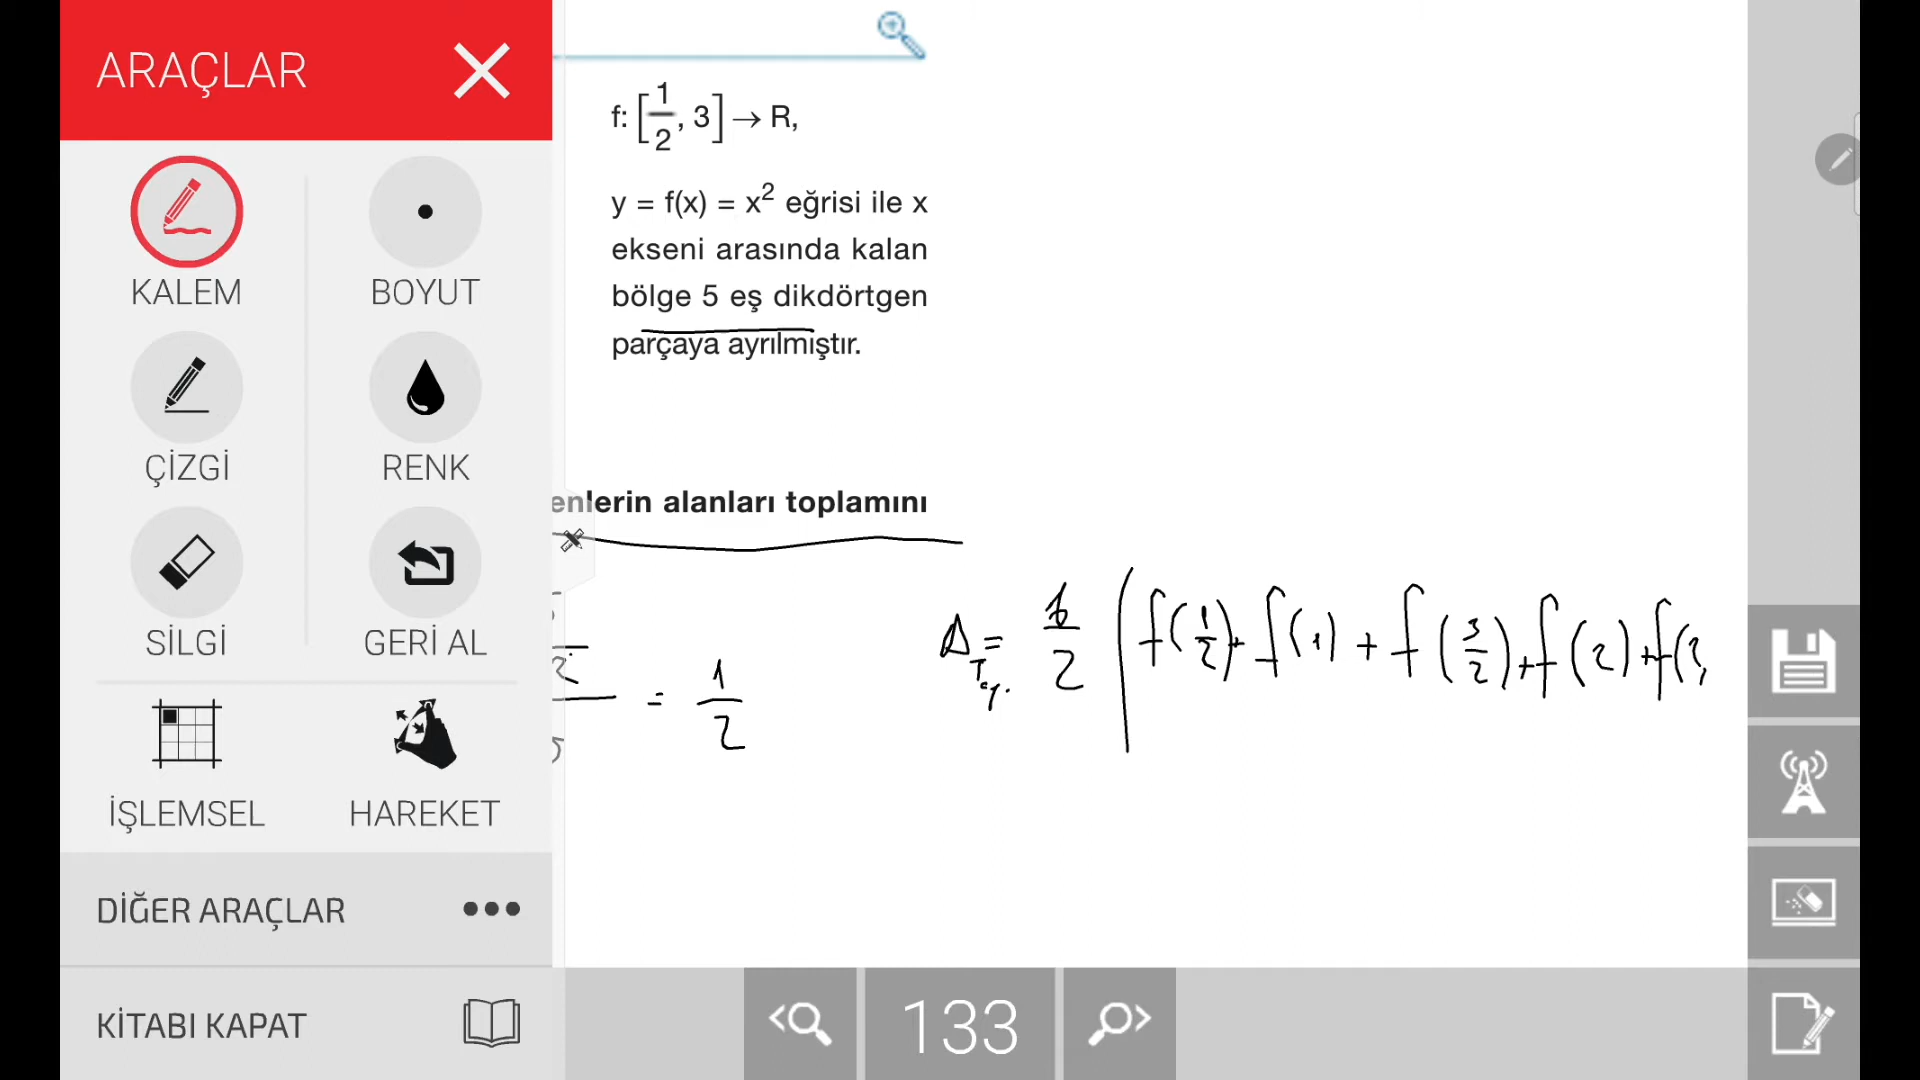 ARAÇLAR
KALEM
BOYUT
ÇİZGİ
RENK
SİLGİ
GERİ AL
İŞLEMSEL
HAREKET
DİĞER ARAÇLAR
KİTABI KAPAT
f: [1/2, 3] → R,
y = f(x) = x² eğrisi ile x
ekseni arasında kalan
bölge 5 eş dikdörtgen
parçaya ayrılmıştır.
enlerin alanları toplamını
= 1/2
f(1/2) + f(1) + f(3/2) + f(2) + f(
133